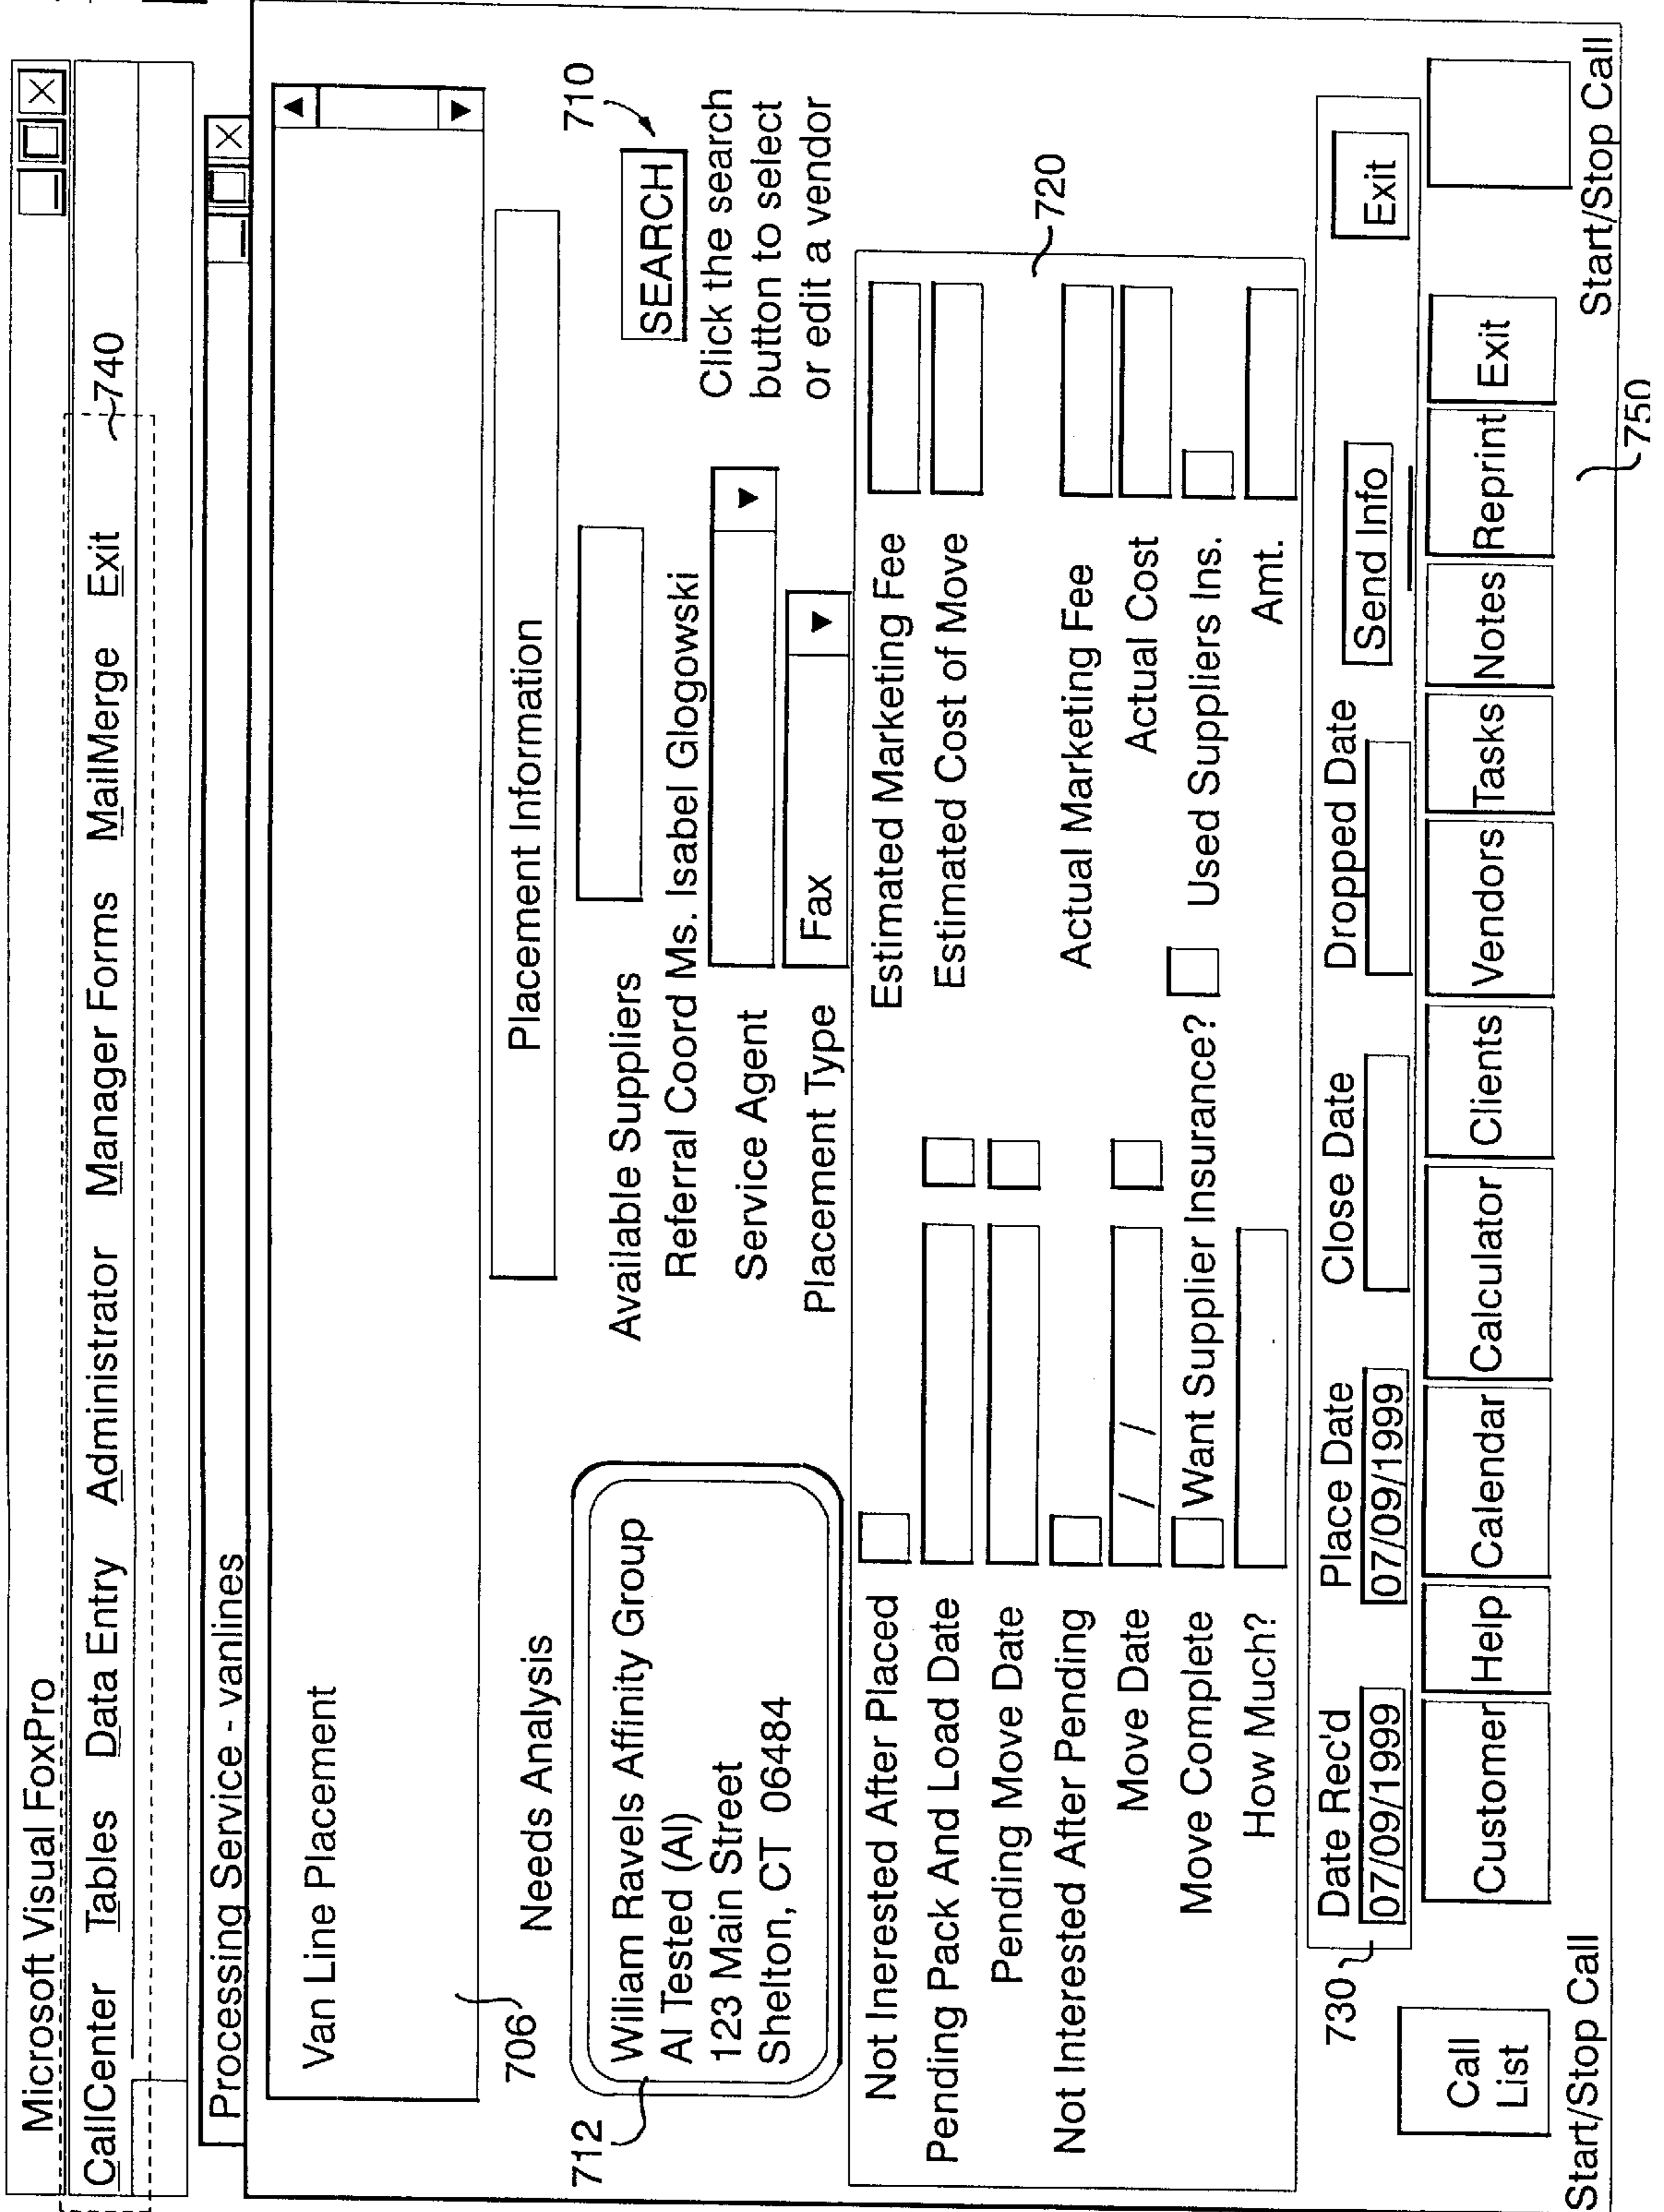 Microsoft Visual FoxPro
CallCenter Tables Data Entry Administrator Manager Forms MailMerge Exit 740
Processing Service - vanlines
Van Line Placement
706
Needs Analysis
Placement Information
712
William Ravels Affinity Group
Al Tested (Al)
123 Main Street
Shelton, CT 06484
Available Suppliers
Referral Coord Ms. Isabel Glogowski
Service Agent
Placement Type Fax
710
SEARCH
Click the search
button to select
or edit a vendor
720
Not Inerested After Placed
Estimated Marketing Fee
Pending Pack And Load Date
Estimated Cost of Move
Pending Move Date
Not Interested After Pending
Actual Marketing Fee
Move Date / /
Actual Cost
Move Complete
Want Supplier Insurance?
Used Suppliers Ins.
How Much?
Amt.
730
Date Rec'd Place Date Close Date Dropped Date
07/09/1999 07/09/1999 Send Info Exit
Call
List
Customer Help Calendar Calculator Clients Vendors Tasks Notes Reprint Exit
Start/Stop Call Start/Stop Call
750